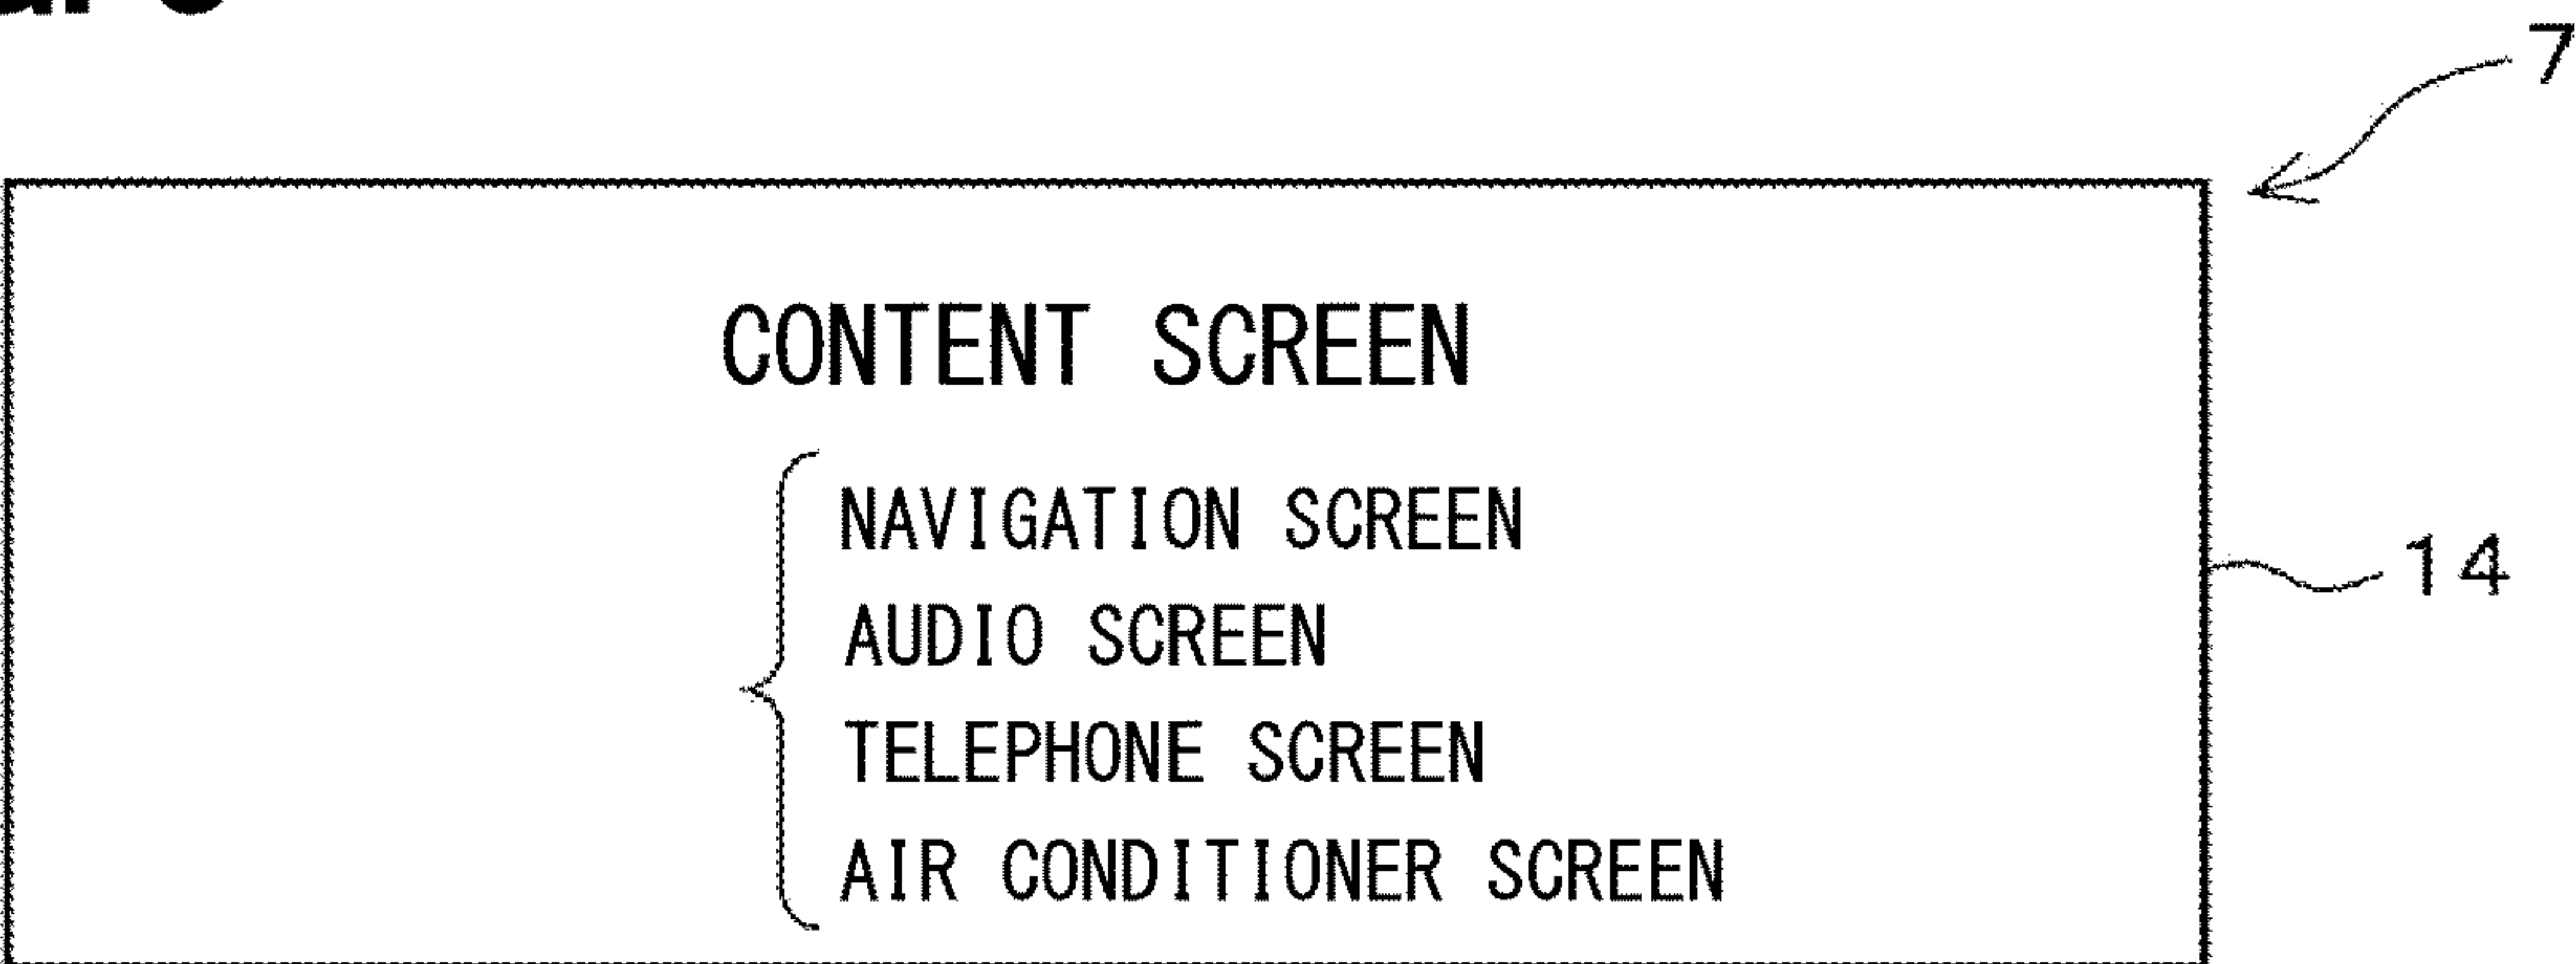 7
CONTENT SCREEN
NAVIGATION SCREEN
14
AUDIO SCREEN
TELEPHONE SCREEN
AIR CONDITIONER SCREEN